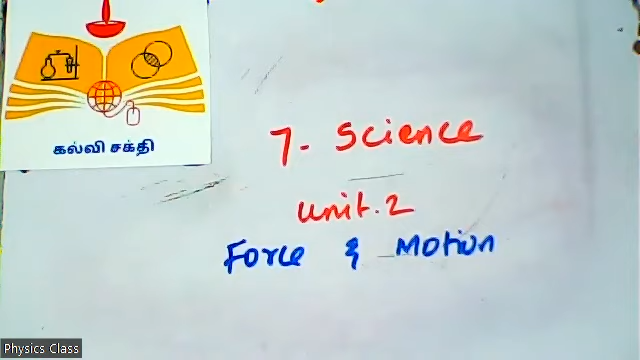 கல்வி சக்தி
7- Science
Unit.2
Force & Motion
Physics Class